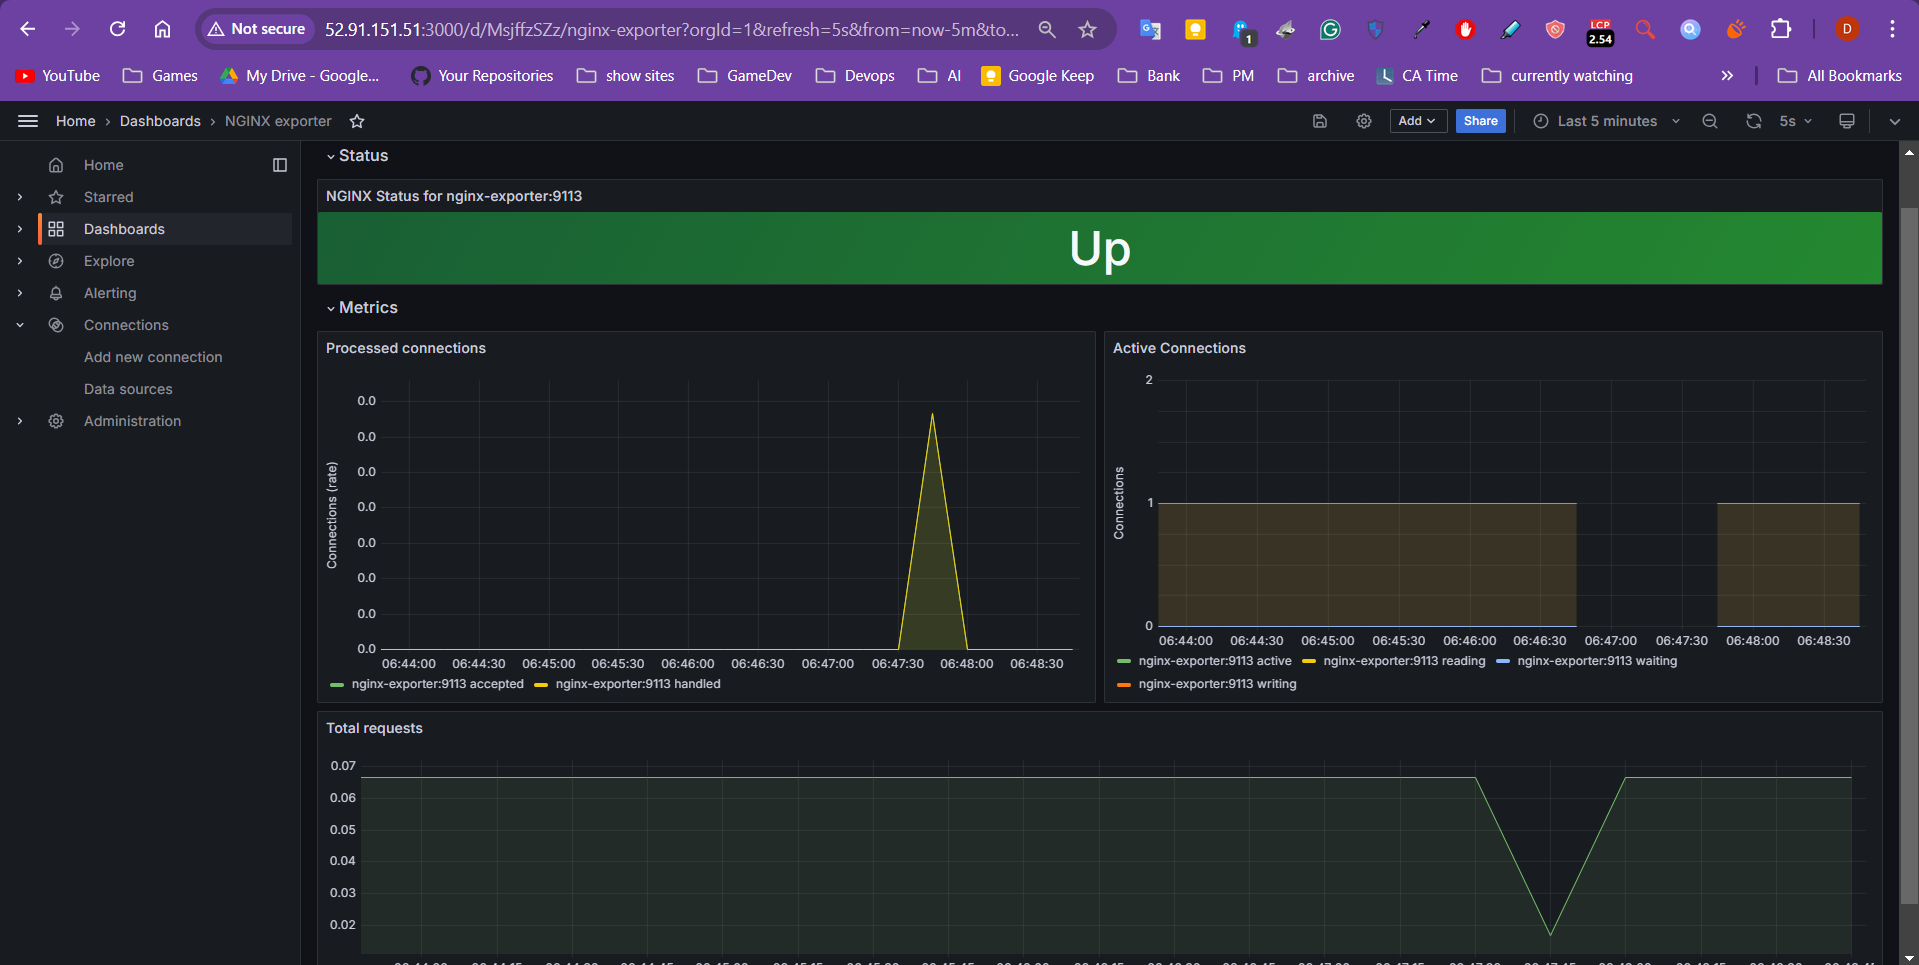 Not secure 52.91.151.51:3000/d/MsjffzSZz/nginx-exporter?orgId=1&refresh=5s&from=now-5m&to... 1 LCP 2.54 D
YouTube Games My Drive - Google... Your Repositories show sites GameDev Devops AI Google Keep Bank PM archive CA Time currently watching » All Bookmarks
Home › Dashboards › NGINX exporter Add Share Last 5 minutes 5s
Home
Starred
Dashboards
Explore
Alerting
Connections
Add new connection
Data sources
Administration
Status
NGINX Status for nginx-exporter:9113
Up
Metrics
Processed connections
Connections (rate)
0.0
0.0
0.0
0.0
0.0
0.0
0.0
0.0
06:44:00 06:44:30 06:45:00 06:45:30 06:46:00 06:46:30 06:47:00 06:47:30 06:48:00 06:48:30
nginx-exporter:9113 accepted nginx-exporter:9113 handled
Active Connections
Connections
2
1
0
06:44:00 06:44:30 06:45:00 06:45:30 06:46:00 06:46:30 06:47:00 06:47:30 06:48:00 06:48:30
nginx-exporter:9113 active nginx-exporter:9113 reading nginx-exporter:9113 waiting
nginx-exporter:9113 writing
Total requests
0.07
0.06
0.05
0.04
0.03
0.02